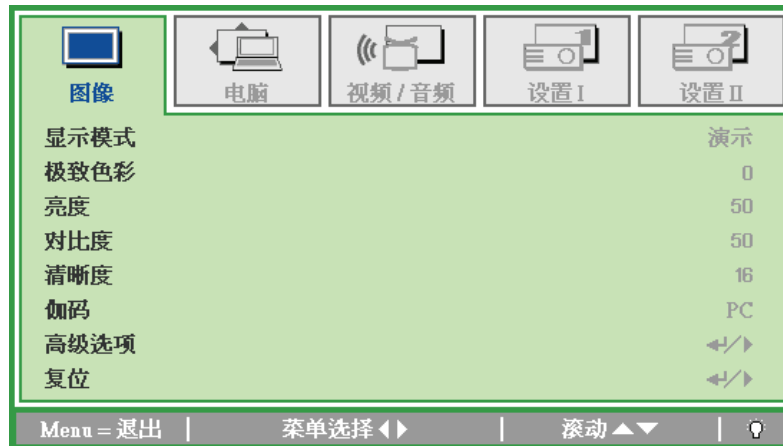 图像
电脑
视频 / 音频
1
设置 I
2
设置 II
显示模式 演示
极致色彩 0
亮度 50
对比度 50
清晰度 16
伽码 PC
高级选项
复位
Menu = 退出 菜单选择 滚动